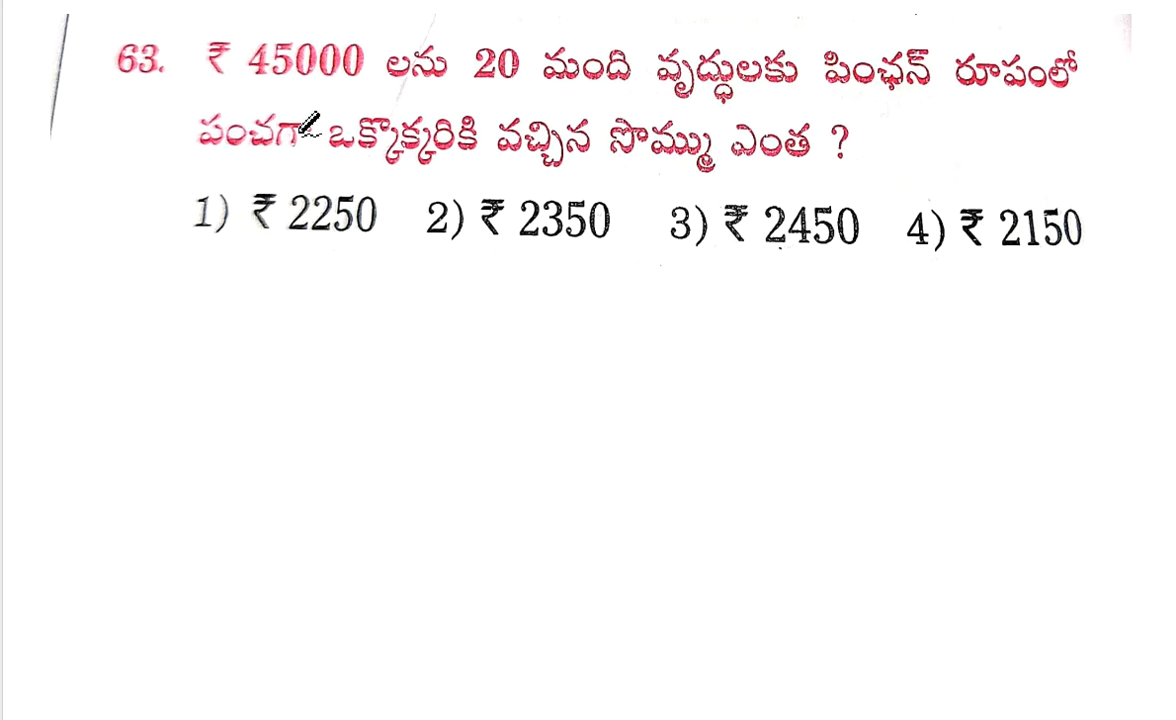 63. ₹ 45000 లను 20 మంది వృద్ధులకు పింఛన్ రూపంలో
పంచగా ఒక్కొక్కరికి వచ్చిన సొమ్ము ఎంత ?
1) ₹ 2250 2) ₹ 2350 3) ₹ 2450 4) ₹ 2150